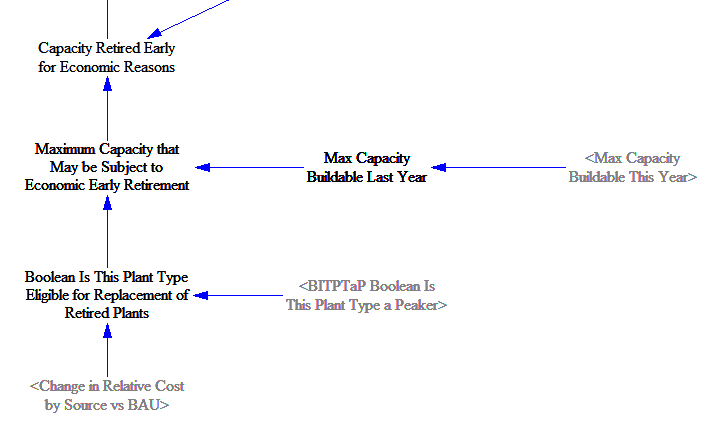 Capacity Retired Early
for Economic Reasons
Maximum Capacity that
May be Subject to
Economic Early Retirement
Max Capacity
Buildable Last Year
<Max Capacity
Buildable This Year>
Boolean Is This Plant Type
Eligible for Replacement of
Retired Plants
<BITPTaP Boolean Is
This Plant Type a Peaker>
<Change in Relative Cost
by Source vs BAU>